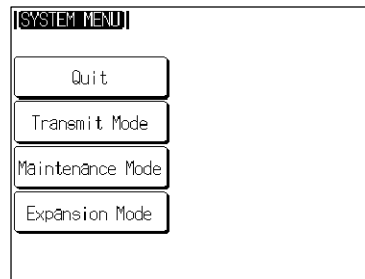 SYSTEM MENU
Quit
Transmit Mode
Maintenance Mode
Expansion Mode